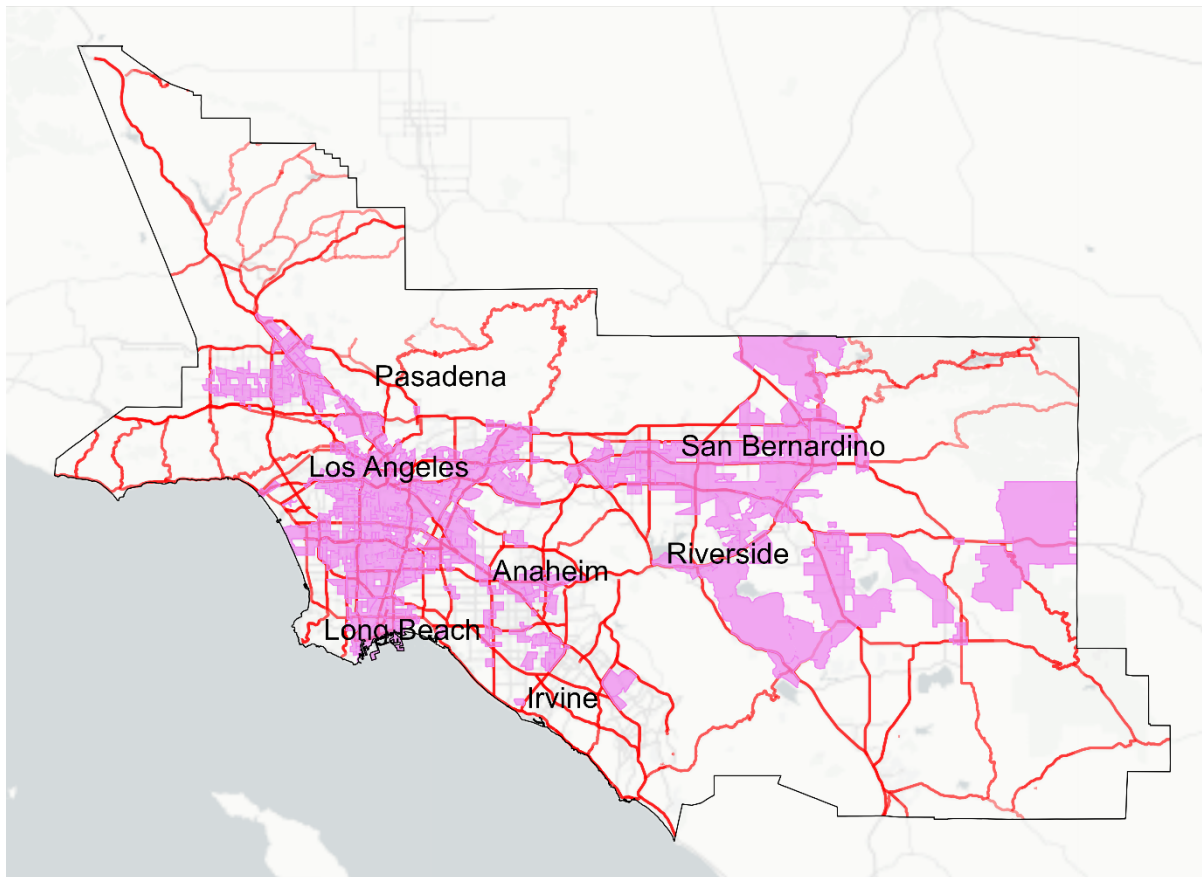 Pasadena
San Bernardino
Los Angeles
Riverside
Anaheim
Long Beach
Irvine